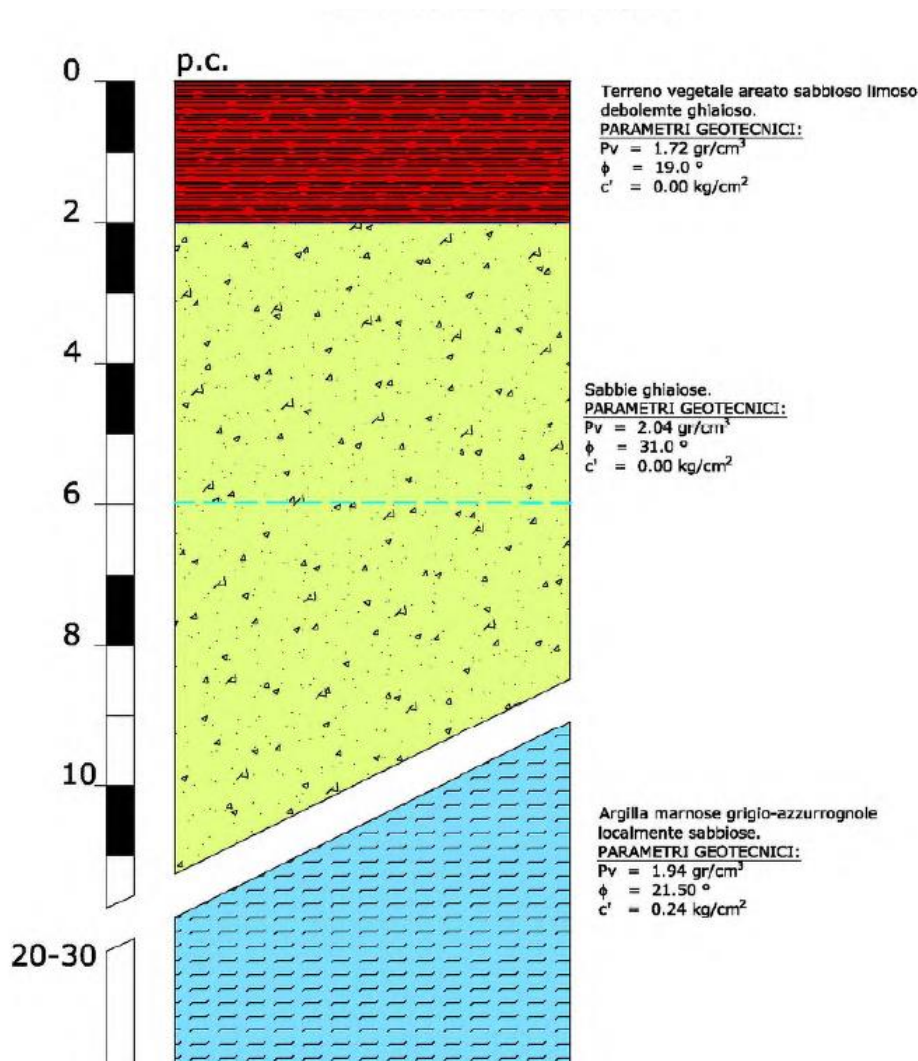 p.c.
0
2
4
6
8
10
20-30
Terreno vegetale areato sabbioso limoso
debolemte ghiaioso.
PARAMETRI GEOTECNICI:
Pv = 1.72 gr/cm³
ϕ = 19.0 º
c' = 0.00 kg/cm²
Sabbie ghiaiose.
PARAMETRI GEOTECNICI:
Pv = 2.04 gr/cm³
ϕ = 31.0 º
c' = 0.00 kg/cm²
Argilla marnose grigio-azzurrognole
localmente sabbiose.
PARAMETRI GEOTECNICI:
Pv = 1.94 gr/cm³
ϕ = 21.50 º
c' = 0.24 kg/cm²